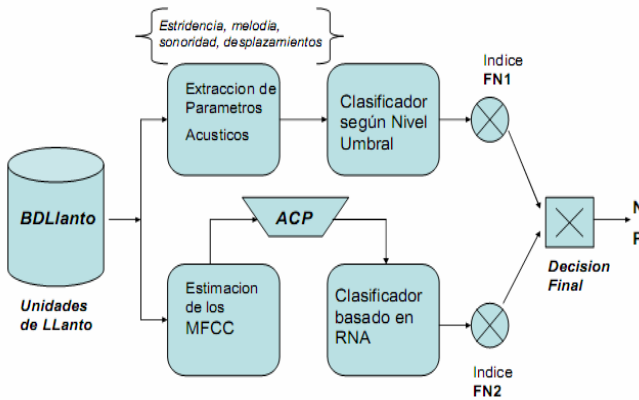 Estridencia, melodia,
sonoridad, desplazamientos
Indice
FN1
Extraccion de
Parametros
Acusticos
Clasificador
según Nivel
Umbral
BDLlanto
ACP
N
P
Decision
Final
Unidades
de LLanto
Estimacion
de los
MFCC
Clasificador
basado en
RNA
Indice
FN2